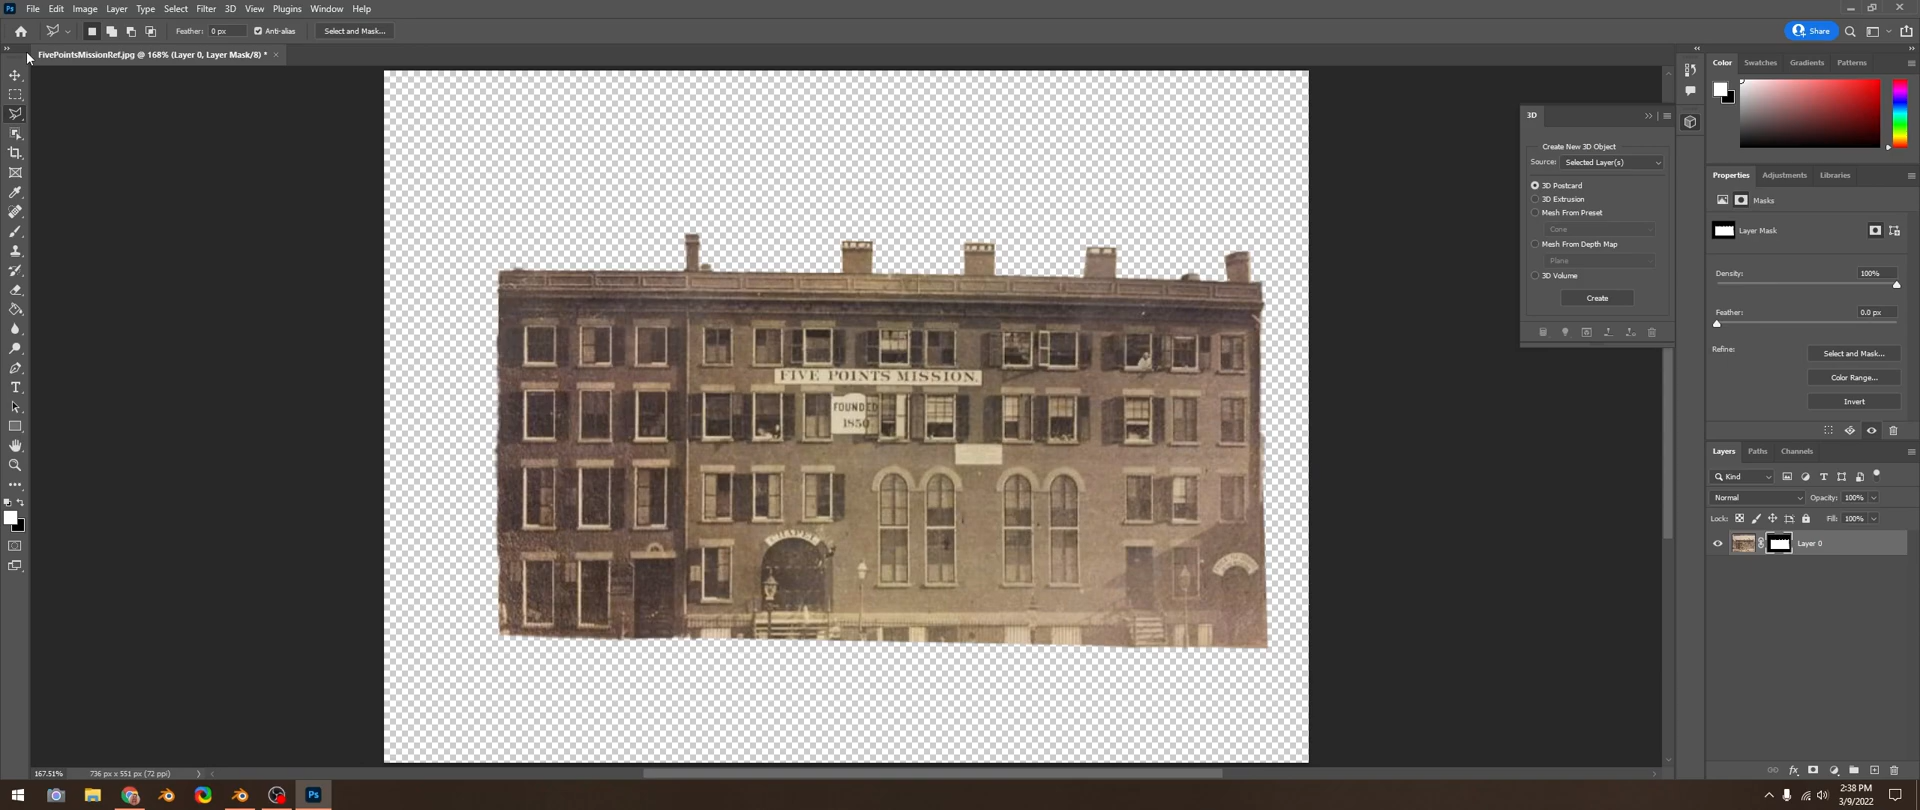 Ps File Edit Image Layer Type Select Filter 3D View Plugins Window Help
Feather: 0 px Anti-alias Select and Mask... Share
FivePointsMissionRef.jpg @ 168% (Layer 0, Layer Mask/8) * ×
Color Swatches Gradients Patterns
3D
Create New 3D Object
Source: Selected Layer(s)
3D Postcard
3D Extrusion
Mesh From Preset
Cone
Mesh From Depth Map
Plane
3D Volume
Create
Properties Adjustments Libraries
Masks
Layer Mask
Density: 100%
Feather: 0.0 px
Refine: Select and Mask...
Color Range...
Invert
FIVE POINTS MISSION.
FOUNDED
1850.
Layers Paths Channels
Kind
Normal Opacity: 100%
Lock: Fill: 100%
Layer 0
fx
167.51% 736 px x 551 px (72 ppi)
Ps
2:38 PM
3/9/2022